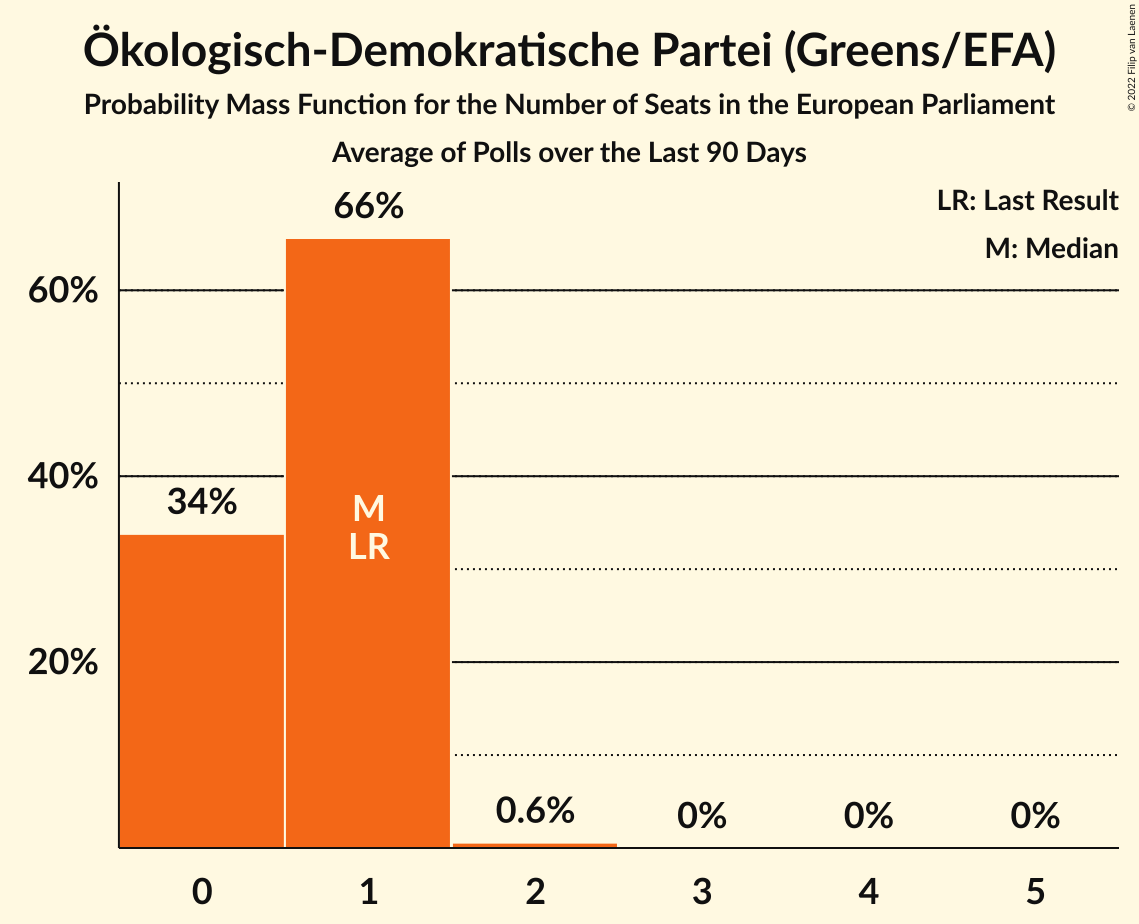 Ökologisch-Demokratische Partei (Greens/EFA)
Probability Mass Function for the Number of Seats in the European Parliament
Average of Polls over the Last 90 Days
© 2022 Filip van Laenen
LR: Last Result
M: Median
66%
60%
40%
34%
M
LR
20%
0.6%
0%
0%
0%
0 1 2 3 4 5